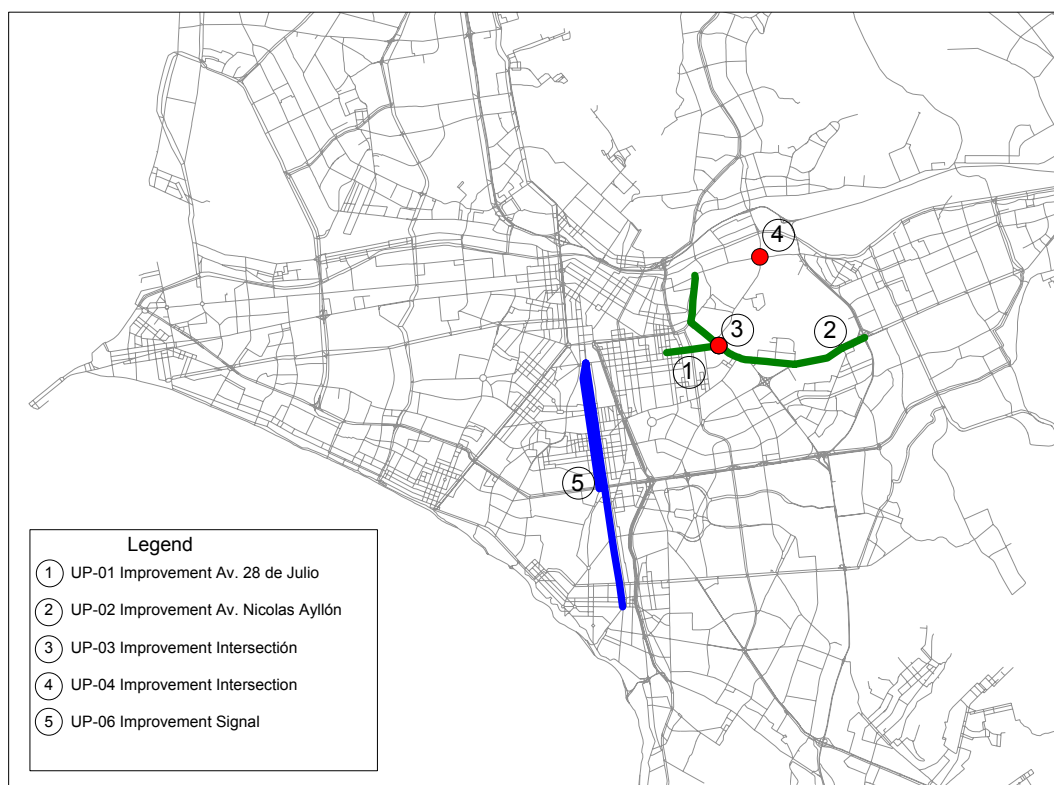 4
3
2
1
5
Legend
1 UP-01 Improvement Av. 28 de Julio
2 UP-02 Improvement Av. Nicolas Ayllón
3 UP-03 Improvement Intersectión
4 UP-04 Improvement Intersection
5 UP-06 Improvement Signal